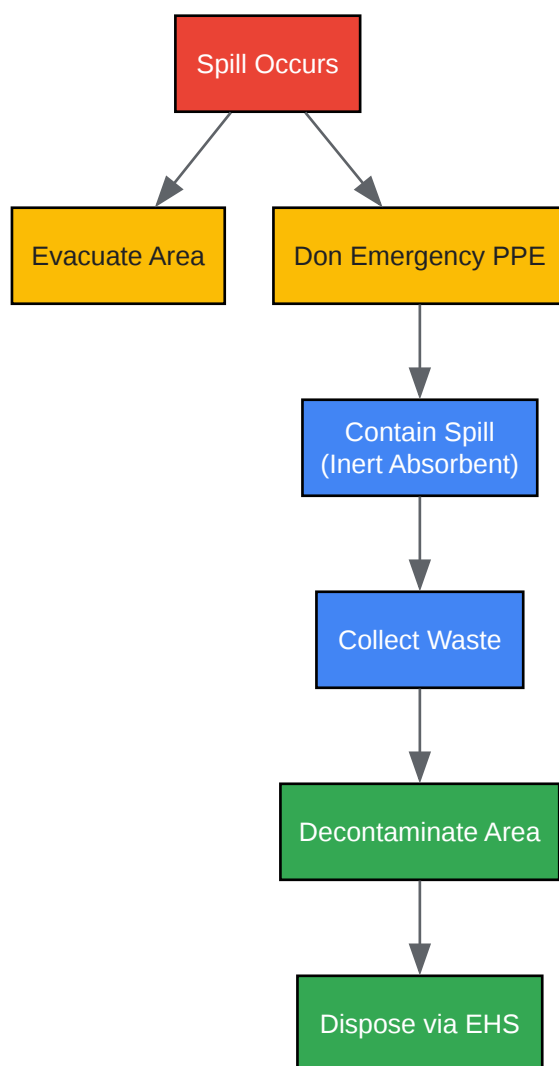 Spill Occurs
Evacuate Area
Don Emergency PPE
Contain Spill
(Inert Absorbent)
Collect Waste
Decontaminate Area
Dispose via EHS